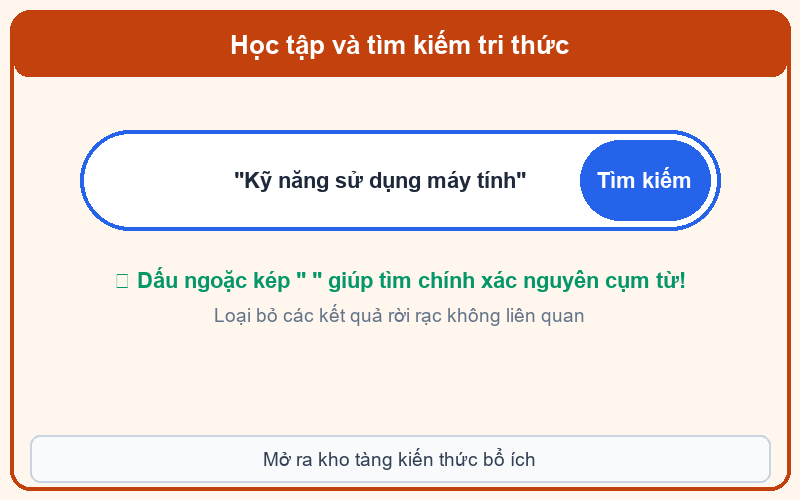 Học tập và tìm kiếm tri thức
"Kỹ năng sử dụng máy tính"
Tìm kiếm
Dấu ngoặc kép " " giúp tìm chính xác nguyên cụm từ!
Loại bỏ các kết quả rời rạc không liên quan
Mở ra kho tàng kiến thức bổ ích